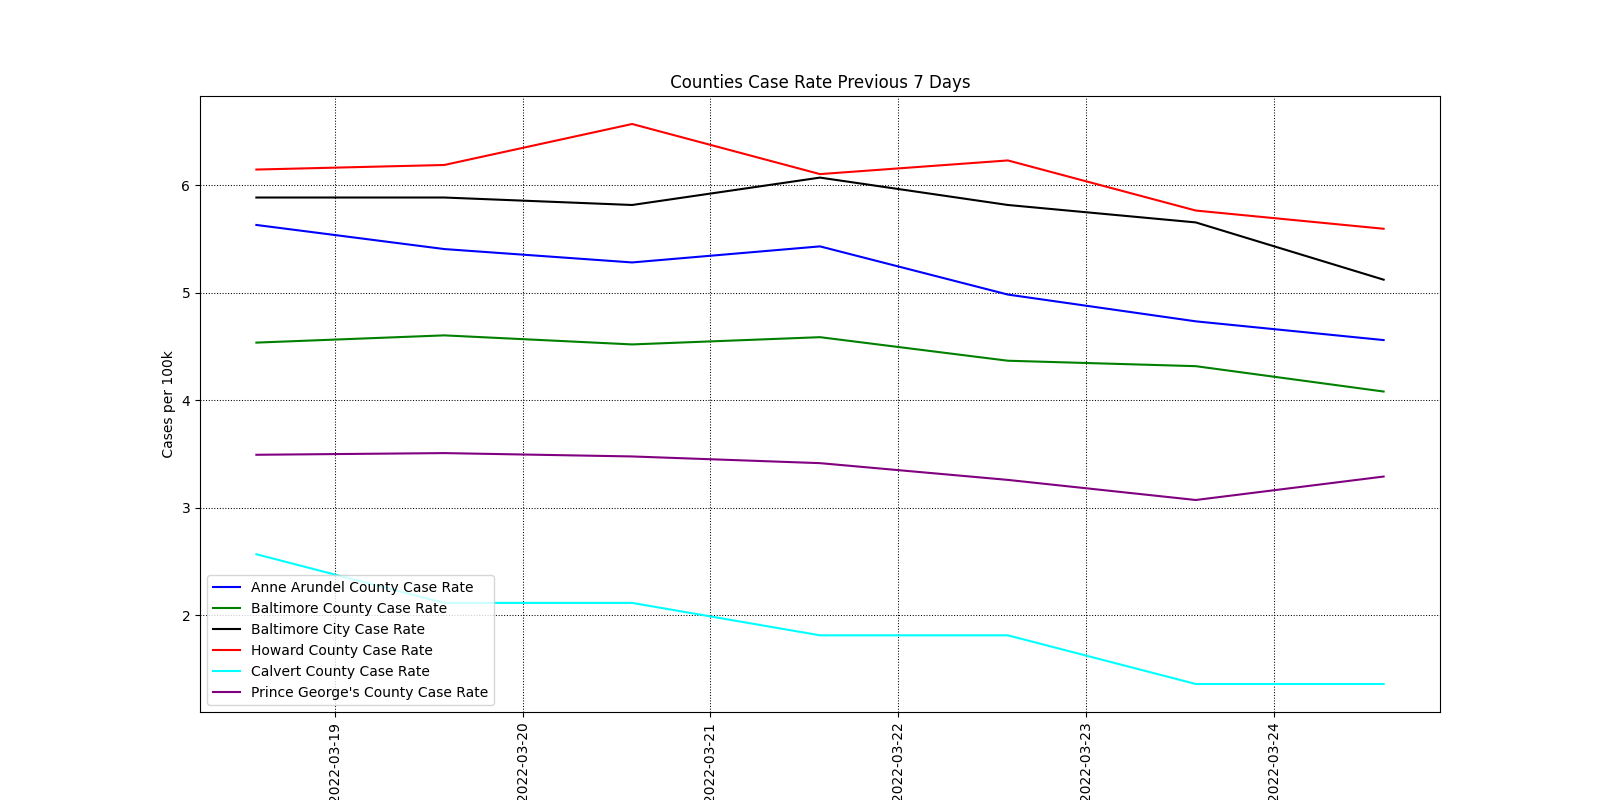 Counties Case Rate Previous 7 Days
Cases per 100k
6
5
4
3
2
Anne Arundel County Case Rate
Baltimore County Case Rate
Baltimore City Case Rate
Howard County Case Rate
Calvert County Case Rate
Prince George's County Case Rate
2022-03-19
2022-03-20
2022-03-21
2022-03-22
2022-03-23
2022-03-24